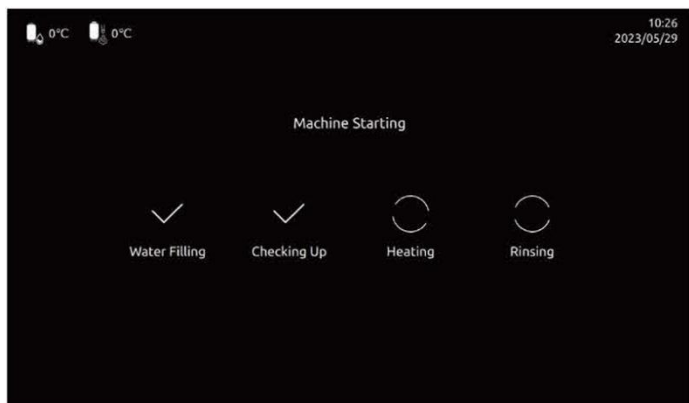 0°C 0°C
10:26
2023/05/29
Machine Starting
Water Filling Checking Up Heating Rinsing